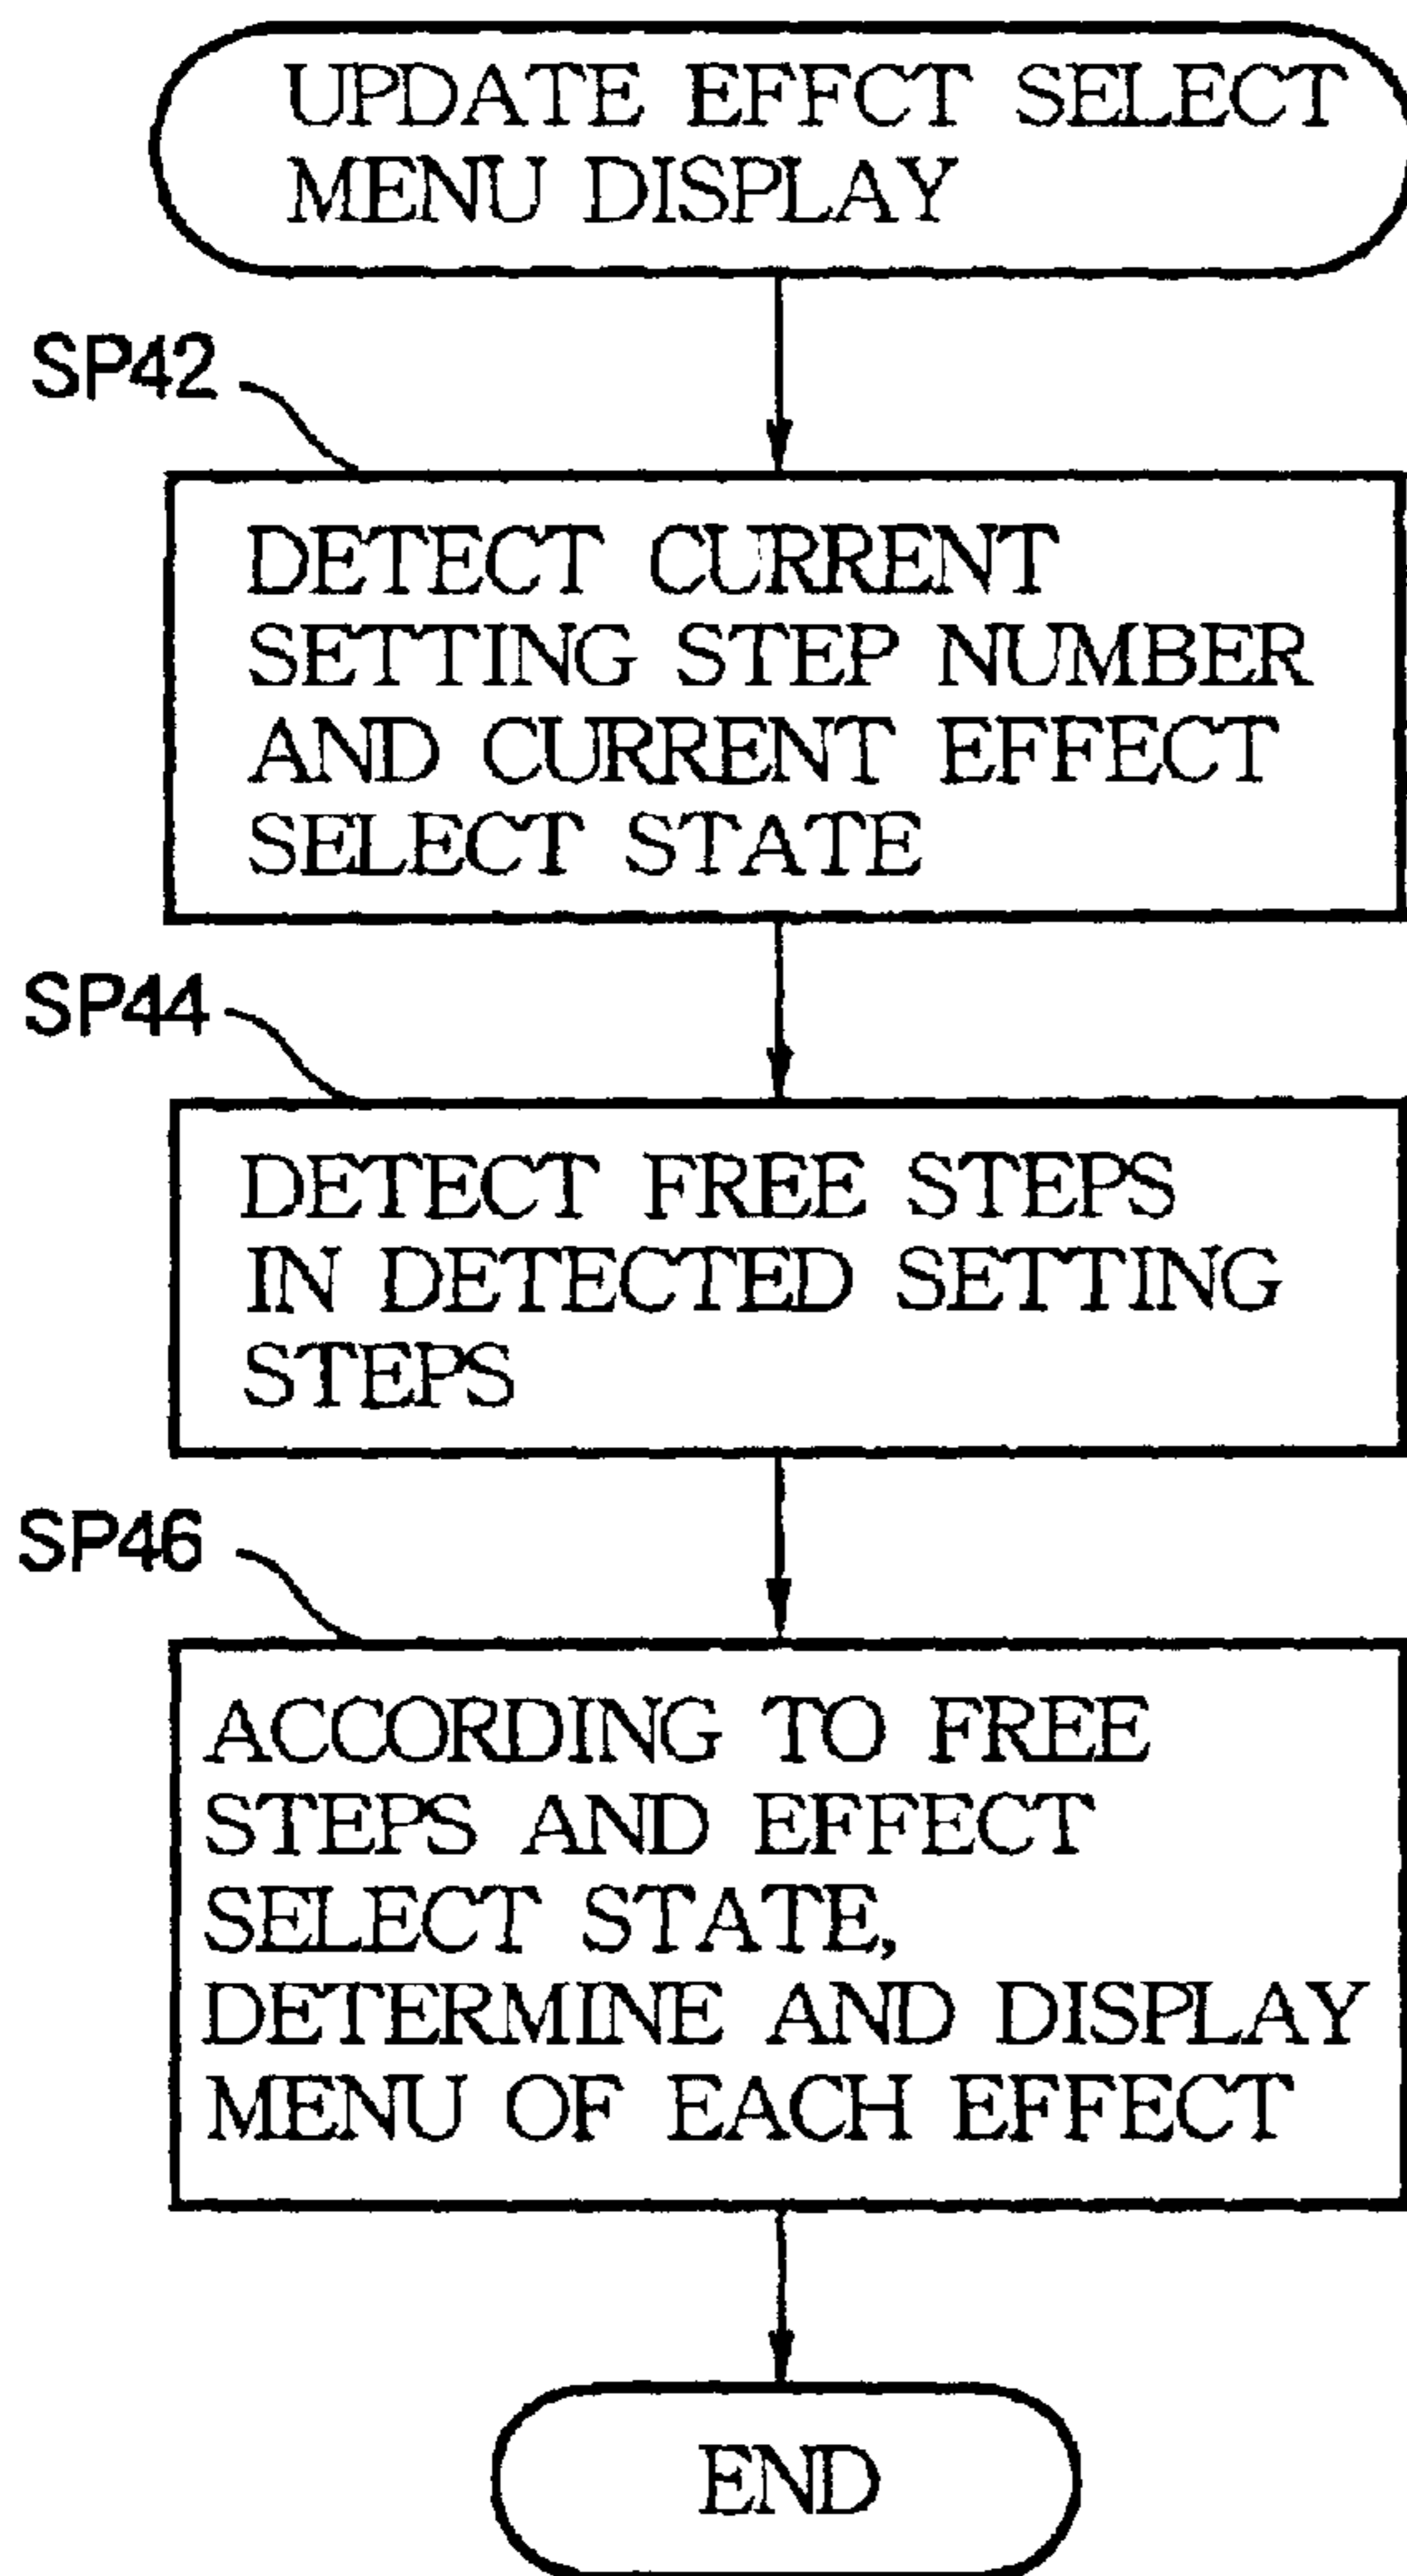 UPDATE EFFCT SELECT
MENU DISPLAY
SP42
DETECT CURRENT
SETTING STEP NUMBER
AND CURRENT EFFECT
SELECT STATE
SP44
DETECT FREE STEPS
IN DETECTED SETTING
STEPS
SP46
ACCORDING TO FREE
STEPS AND EFFECT
SELECT STATE,
DETERMINE AND DISPLAY
MENU OF EACH EFFECT
END